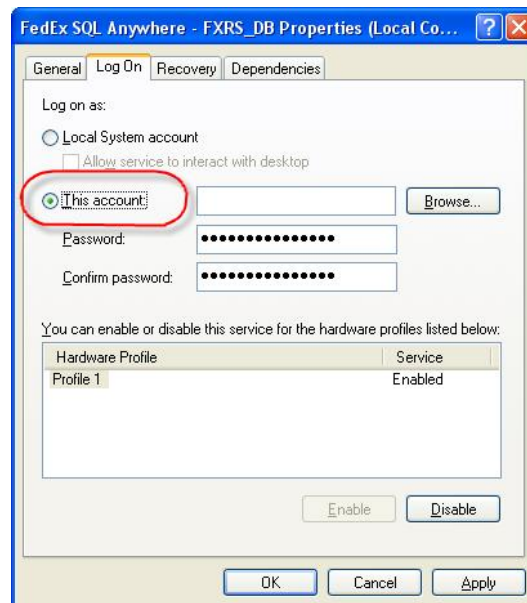 FedEx SQL Anywhere - FXRS_DB Properties (Local Co...
General Log On Recovery Dependencies
Log on as:
Local System account
Allow service to interact with desktop
This account: Browse...
Password: ●●●●●●●●●●●●●●●
Confirm password: ●●●●●●●●●●●●●●●
You can enable or disable this service for the hardware profiles listed below:
Hardware Profile Service
Profile 1 Enabled
Enable Disable
OK Cancel Apply